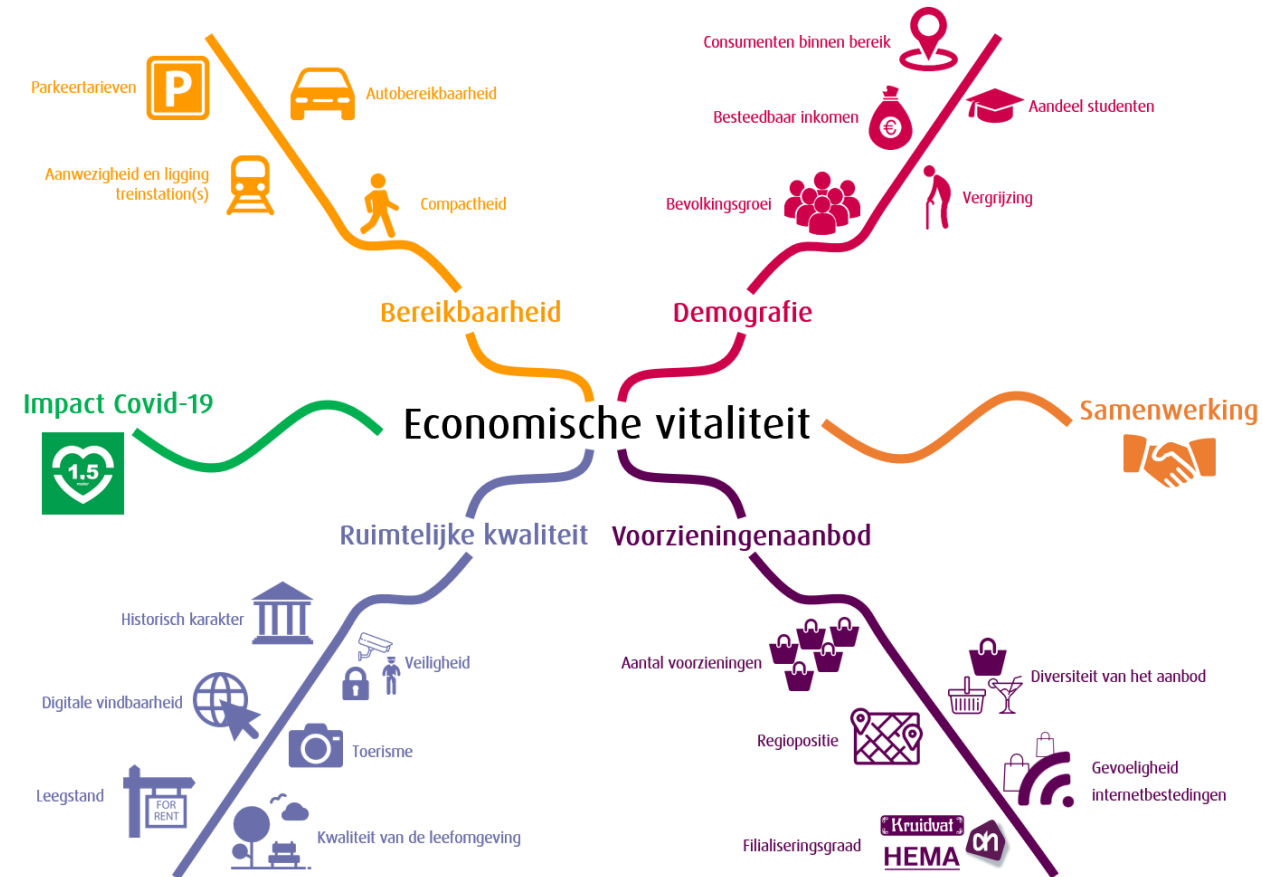 Parkeertarieven
P
Autobereikbaarheid
Aanwezigheid en ligging
treinstation(s)
Compactheid
Bereikbaarheid
Consumenten binnen bereik
Besteedbaar inkomen
€
Aandeel studenten
Bevolkingsgroei
Vergrijzing
Demografie
Impact Covid-19
1,5
Economische vitaliteit
Samenwerking
Ruimtelijke kwaliteit
Historisch karakter
Veiligheid
Digitale vindbaarheid
Toerisme
Leegstand
FOR
RENT
Kwaliteit van de leefomgeving
Voorzieningenaanbod
Aantal voorzieningen
Diversiteit van het aanbod
Regiopositie
Gevoeligheid
internetbestedingen
Filialiseringsgraad
Kruidvat
HEMA
ah